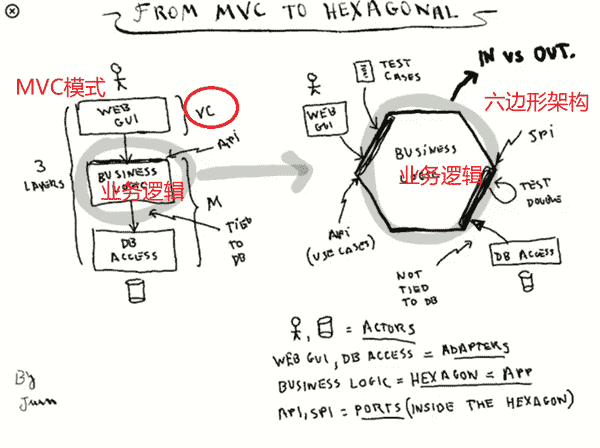 FROM MVC TO HEXAGONAL
MVC模式
WEB
GUI
VC
API
3
LAYERS
BUSINESS
业务逻辑
M
TIED
TO
DB
DB
ACCESS
IN VS OUT.
六边形架构
TEST
CASES
WEB
GUI
BUSINESS
业务逻辑
SPI
TEST
DOUBLE
API
(USE CASES)
NOT
TIED
TO DB
DB ACCESS
, = ACTORS
WEB GUI, DB ACCESS = ADAPTERS
BUSINESS LOGIC = HEXAGON = APP
API, SPI = PORTS (INSIDE THE HEXAGON)
By
Juan